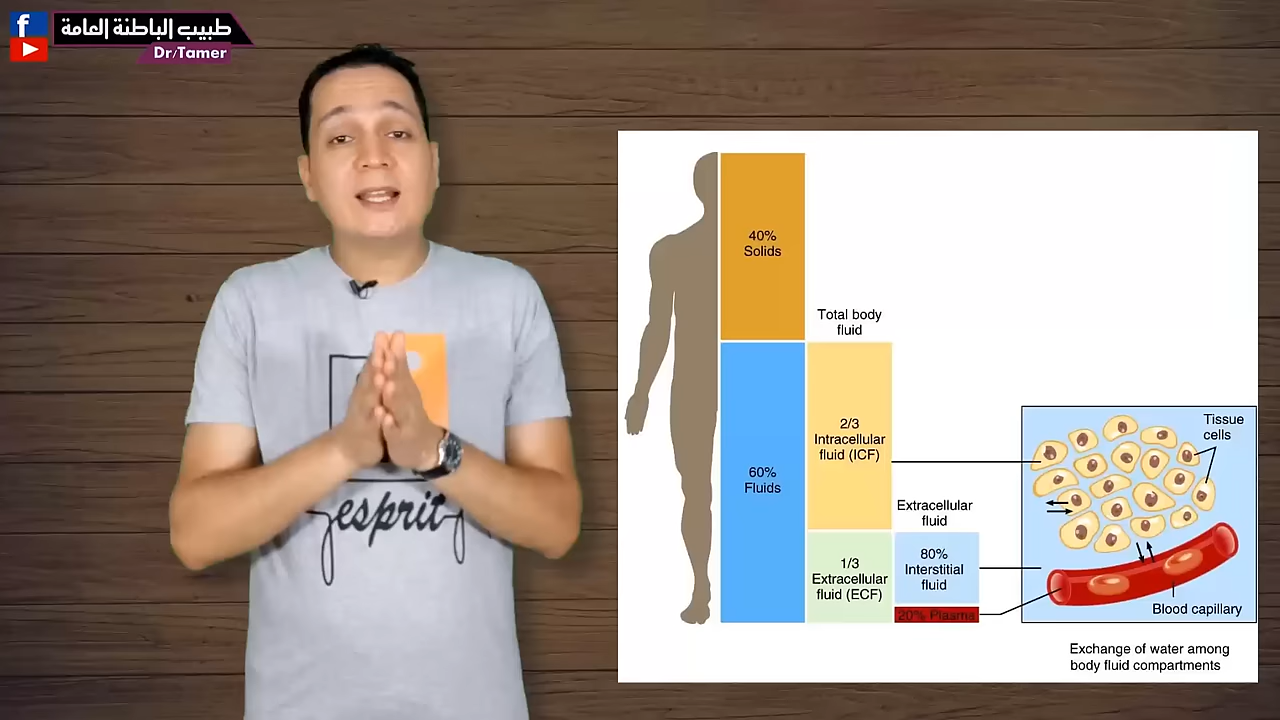 f
طبيب الباطنة العامة
Dr/Tamer
esprit
40%
Solids
Total body
fluid
2/3
Intracellular
fluid (ICF)
60%
Fluids
Extracellular
fluid
1/3
Extracellular
fluid (ECF)
80%
Interstitial
fluid
20% Plasma
Tissue
cells
Blood capillary
Exchange of water among
body fluid compartments